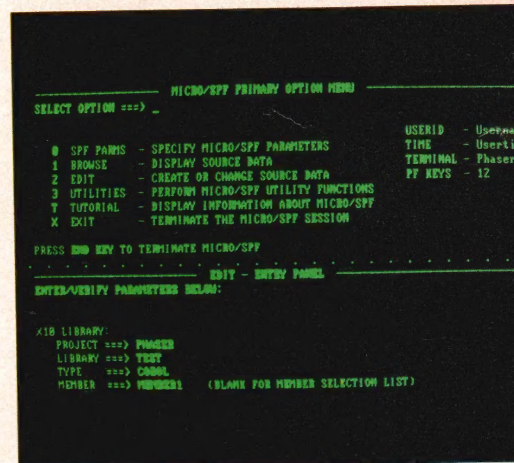 MICRO/SPF PRIMARY OPTION MENU
SELECT OPTION ===> _
USERID - Userna
0 SPF PARMS - SPECIFY MICRO/SPF PARAMETERS TIME - Userti
1 BROWSE - DISPLAY SOURCE DATA TERMINAL - Phaser
2 EDIT - CREATE OR CHANGE SOURCE DATA PF KEYS - 12
3 UTILITIES - PERFORM MICRO/SPF UTILITY FUNCTIONS
T TUTORIAL - DISPLAY INFORMATION ABOUT MICRO/SPF
X EXIT - TERMINATE THE MICRO/SPF SESSION
PRESS END KEY TO TERMINATE MICRO/SPF
EDIT - ENTRY PANEL
ENTER/VERIFY PARAMETERS BELOW:
LIBRARY:
PROJECT ===> PHASER
LIBRARY ===> TEST
TYPE ===> COBOL
MEMBER ===> MEMBER1 (BLANK FOR MEMBER SELECTION LIST)